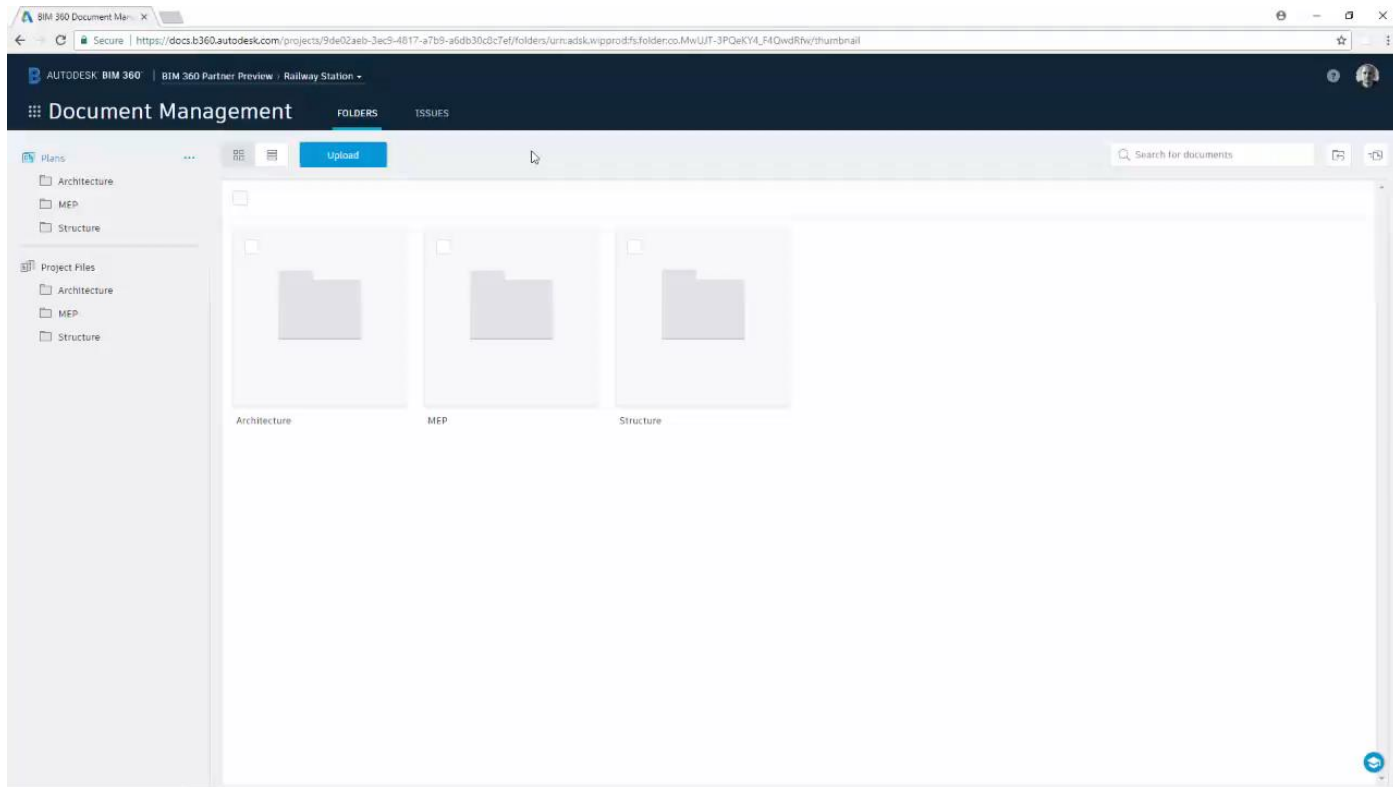 BIM 360 Document Man
Secure | https://docs.b360.autodesk.com/projects/9de02aeb-3ec9-4817-a7b9-a6db30c8c7ef/folders/urn:adsk.wipprod:fs.folder:co.MwUJT-3PQeKY4_F4QwdRfw/thumbnail
AUTODESK BIM 360 | BIM 360 Partner Preview › Railway Station
Document Management FOLDERS ISSUES
Plans ... Upload Search for documents
Architecture
MEP
Structure
Project Files
Architecture
MEP
Structure
Architecture MEP Structure